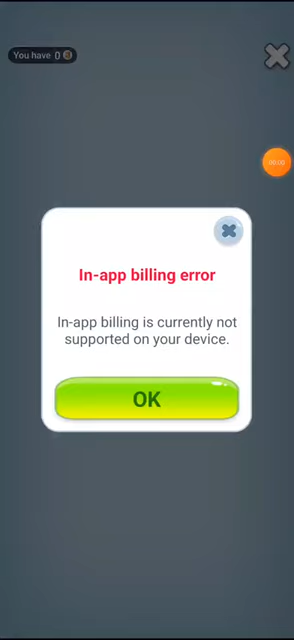 You have 0
00:00
In-app billing error
In-app billing is currently not
supported on your device.
OK